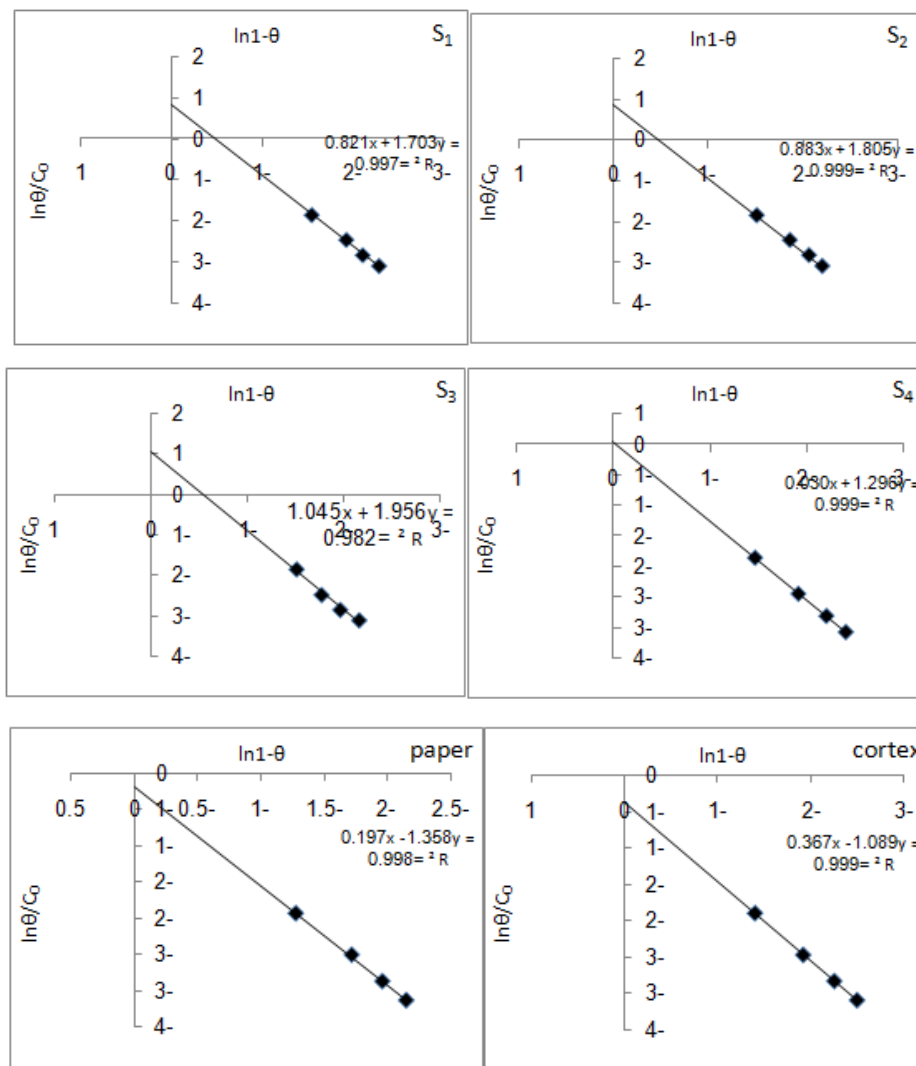 ln1-θ S₁
2
1
0
1 0 1- 2- 3-
0.821x + 1.703y =
0.997= ² R
1-
2-
3-
4-
lnθ/C₀
ln1-θ S₂
2
1
0
1 0 1- 2- 3-
0.883x + 1.805y =
0.999= ² R
1-
2-
3-
4-
lnθ/C₀
ln1-θ S₃
2
1
0
1 0 1- 2- 3-
1.045x + 1.956y =
0.982= ² R
1-
2-
3-
4-
lnθ/C₀
ln1-θ S₄
1
0
1 0 1- 2- 3-
0.030x + 1.296y =
0.999= ² R
1-
1-
2-
2-
3-
3-
4-
lnθ/C₀
ln1-θ paper
0
0.5 0 0.5- 1- 1.5- 2- 2.5-
0.197x -1.358y =
0.998= ² R
1-
1-
2-
2-
3-
3-
4-
lnθ/C₀
ln1-θ cortex
0
1 0 1- 2- 3-
0.367x -1.089y =
0.999= ² R
1-
1-
2-
2-
3-
3-
4-
lnθ/C₀